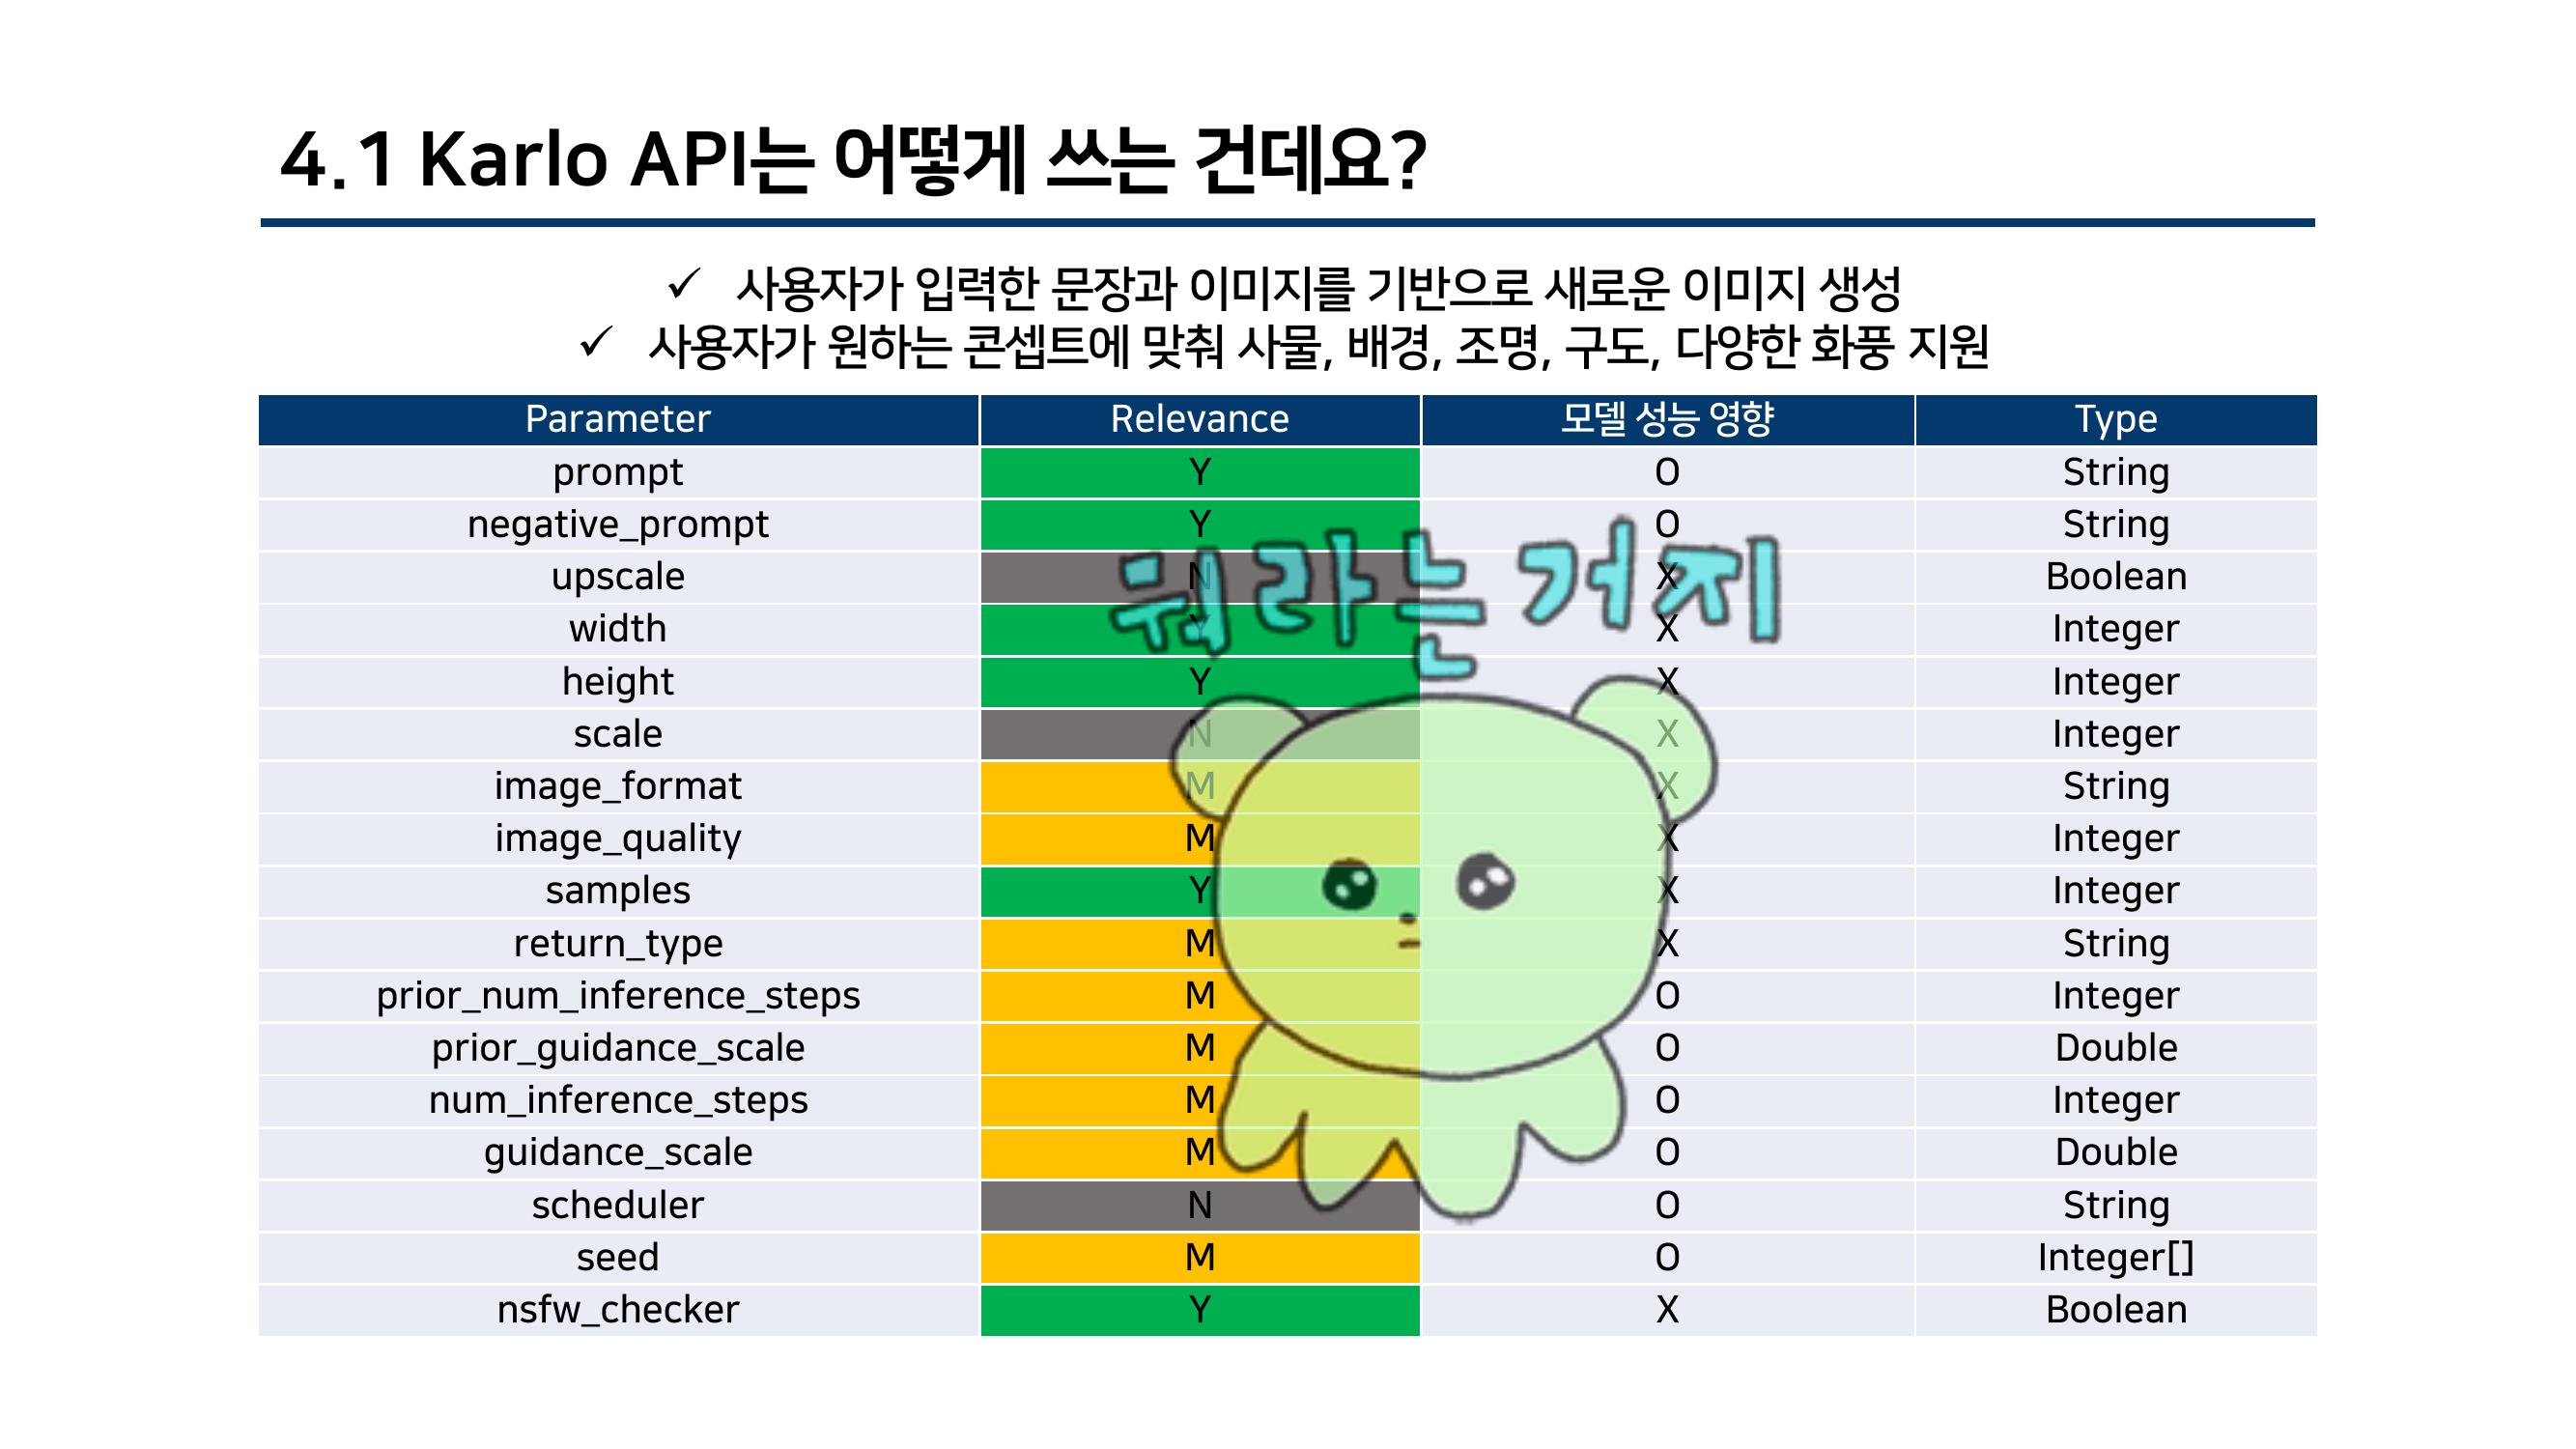 4.1 Karlo API는 어떻게 쓰는 건데요?
✓ 사용자가 입력한 문장과 이미지를 기반으로 새로운 이미지 생성
✓ 사용자가 원하는 콘셉트에 맞춰 사물, 배경, 조명, 구도, 다양한 화풍 지원
Parameter Relevance 모델 성능 영향 Type
prompt Y O String
negative_prompt Y O String
upscale N X Boolean
width Y X Integer
height Y X Integer
scale N X Integer
image_format M X String
image_quality M X Integer
samples Y X Integer
return_type M X String
prior_num_inference_steps M O Integer
prior_guidance_scale M O Double
num_inference_steps M O Integer
guidance_scale M O Double
scheduler N O String
seed M O Integer[]
nsfw_checker Y X Boolean
뭐라는거지